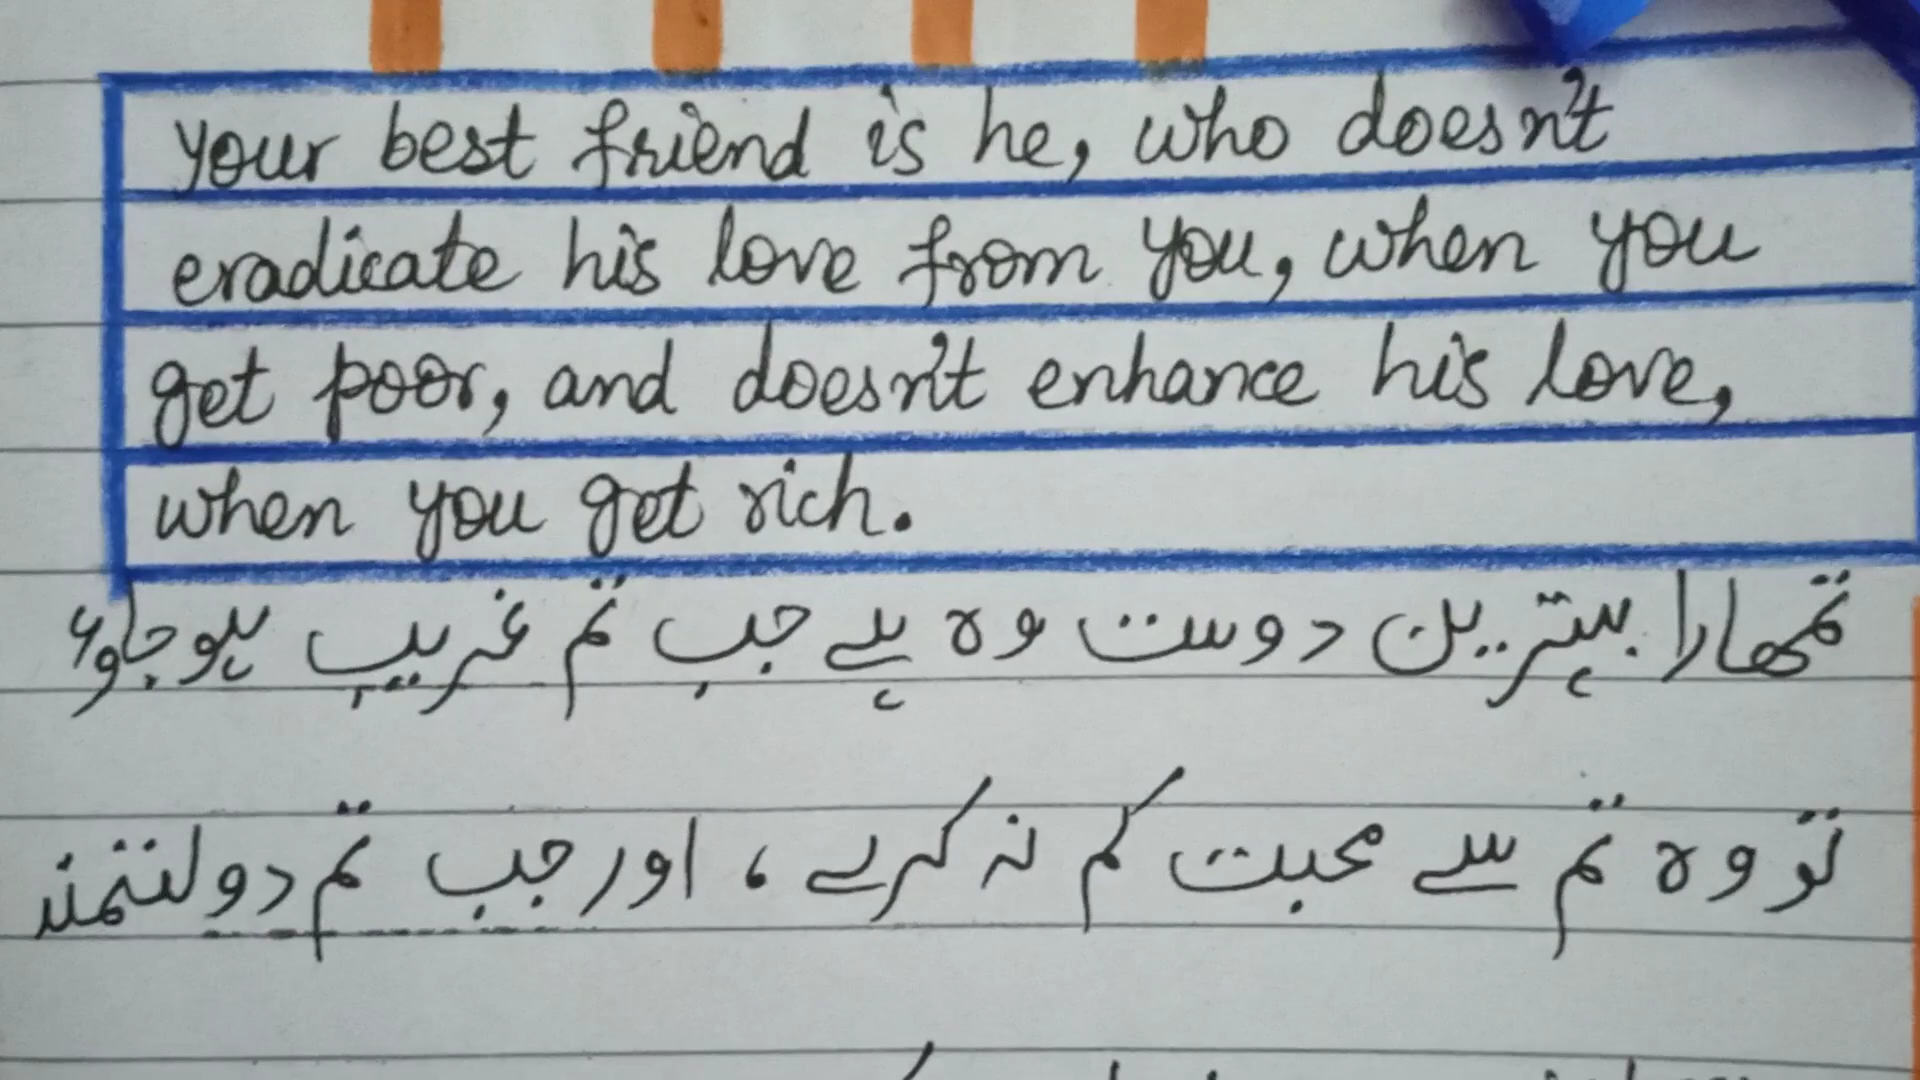 your best friend is he, who doesn't
eradicate his love from you, when you
get poor, and doesn't enhance his love,
when you get rich.
تمھارا بہترین دوست وہ ہے جب تم غریب ہوجاوء
تو وہ تم سے محبت کم نہ کرے، اور جب تم دولتمند